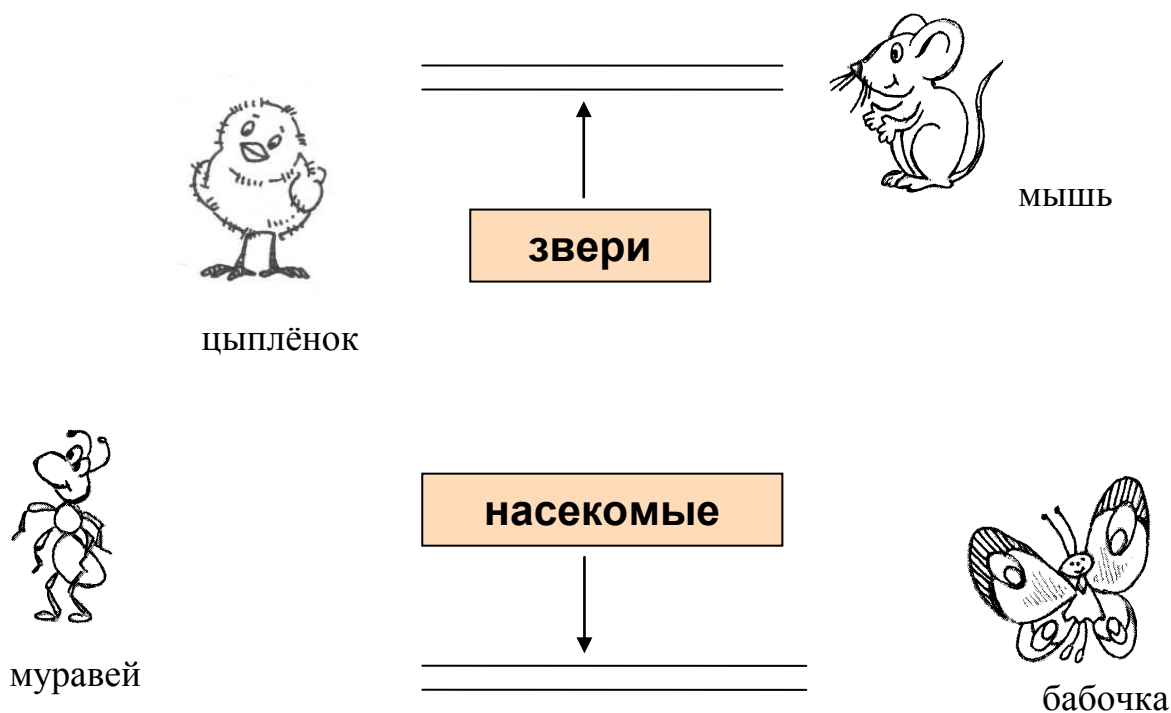 мышь
звери
цыплёнок
насекомые
муравей
бабочка